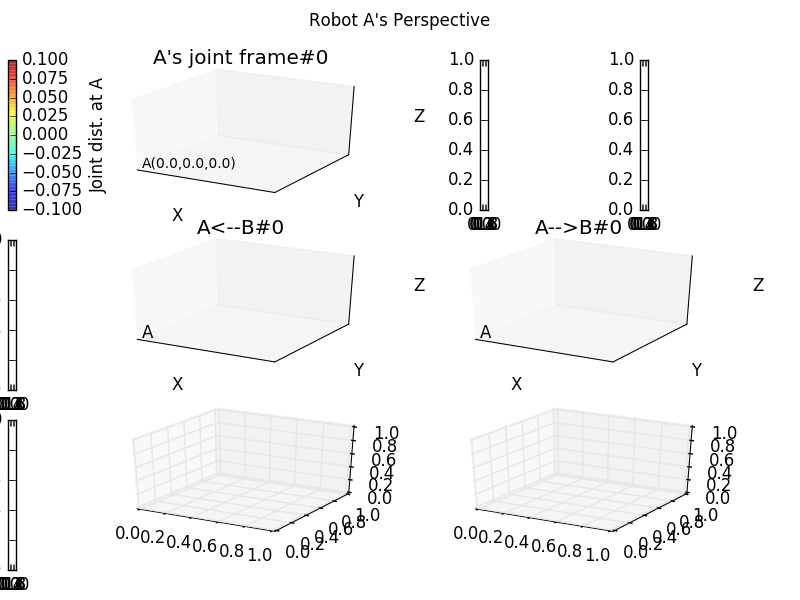 Robot A's Perspective
A's joint frame#0
0.100
0.075
0.050
0.025
0.000
−0.025
−0.050
−0.075
−0.100
Joint dist. at A
A(0.0,0.0,0.0)
X
Y
Z
1.0
0.8
0.6
0.4
0.2
0.0
1.0
0.8
0.6
0.4
0.2
0.0
A<--B#0
A
X
Y
Z
A-->B#0
A
X
Y
Z
0.0 0.2 0.4 0.6 0.8 1.0
0.0 0.2 0.4 0.6 0.8 1.0
0.0 0.2 0.4 0.6 0.8 1.0
0.0 0.2 0.4 0.6 0.8 1.0
0.0 0.2 0.4 0.6 0.8 1.0
0.0 0.2 0.4 0.6 0.8 1.0